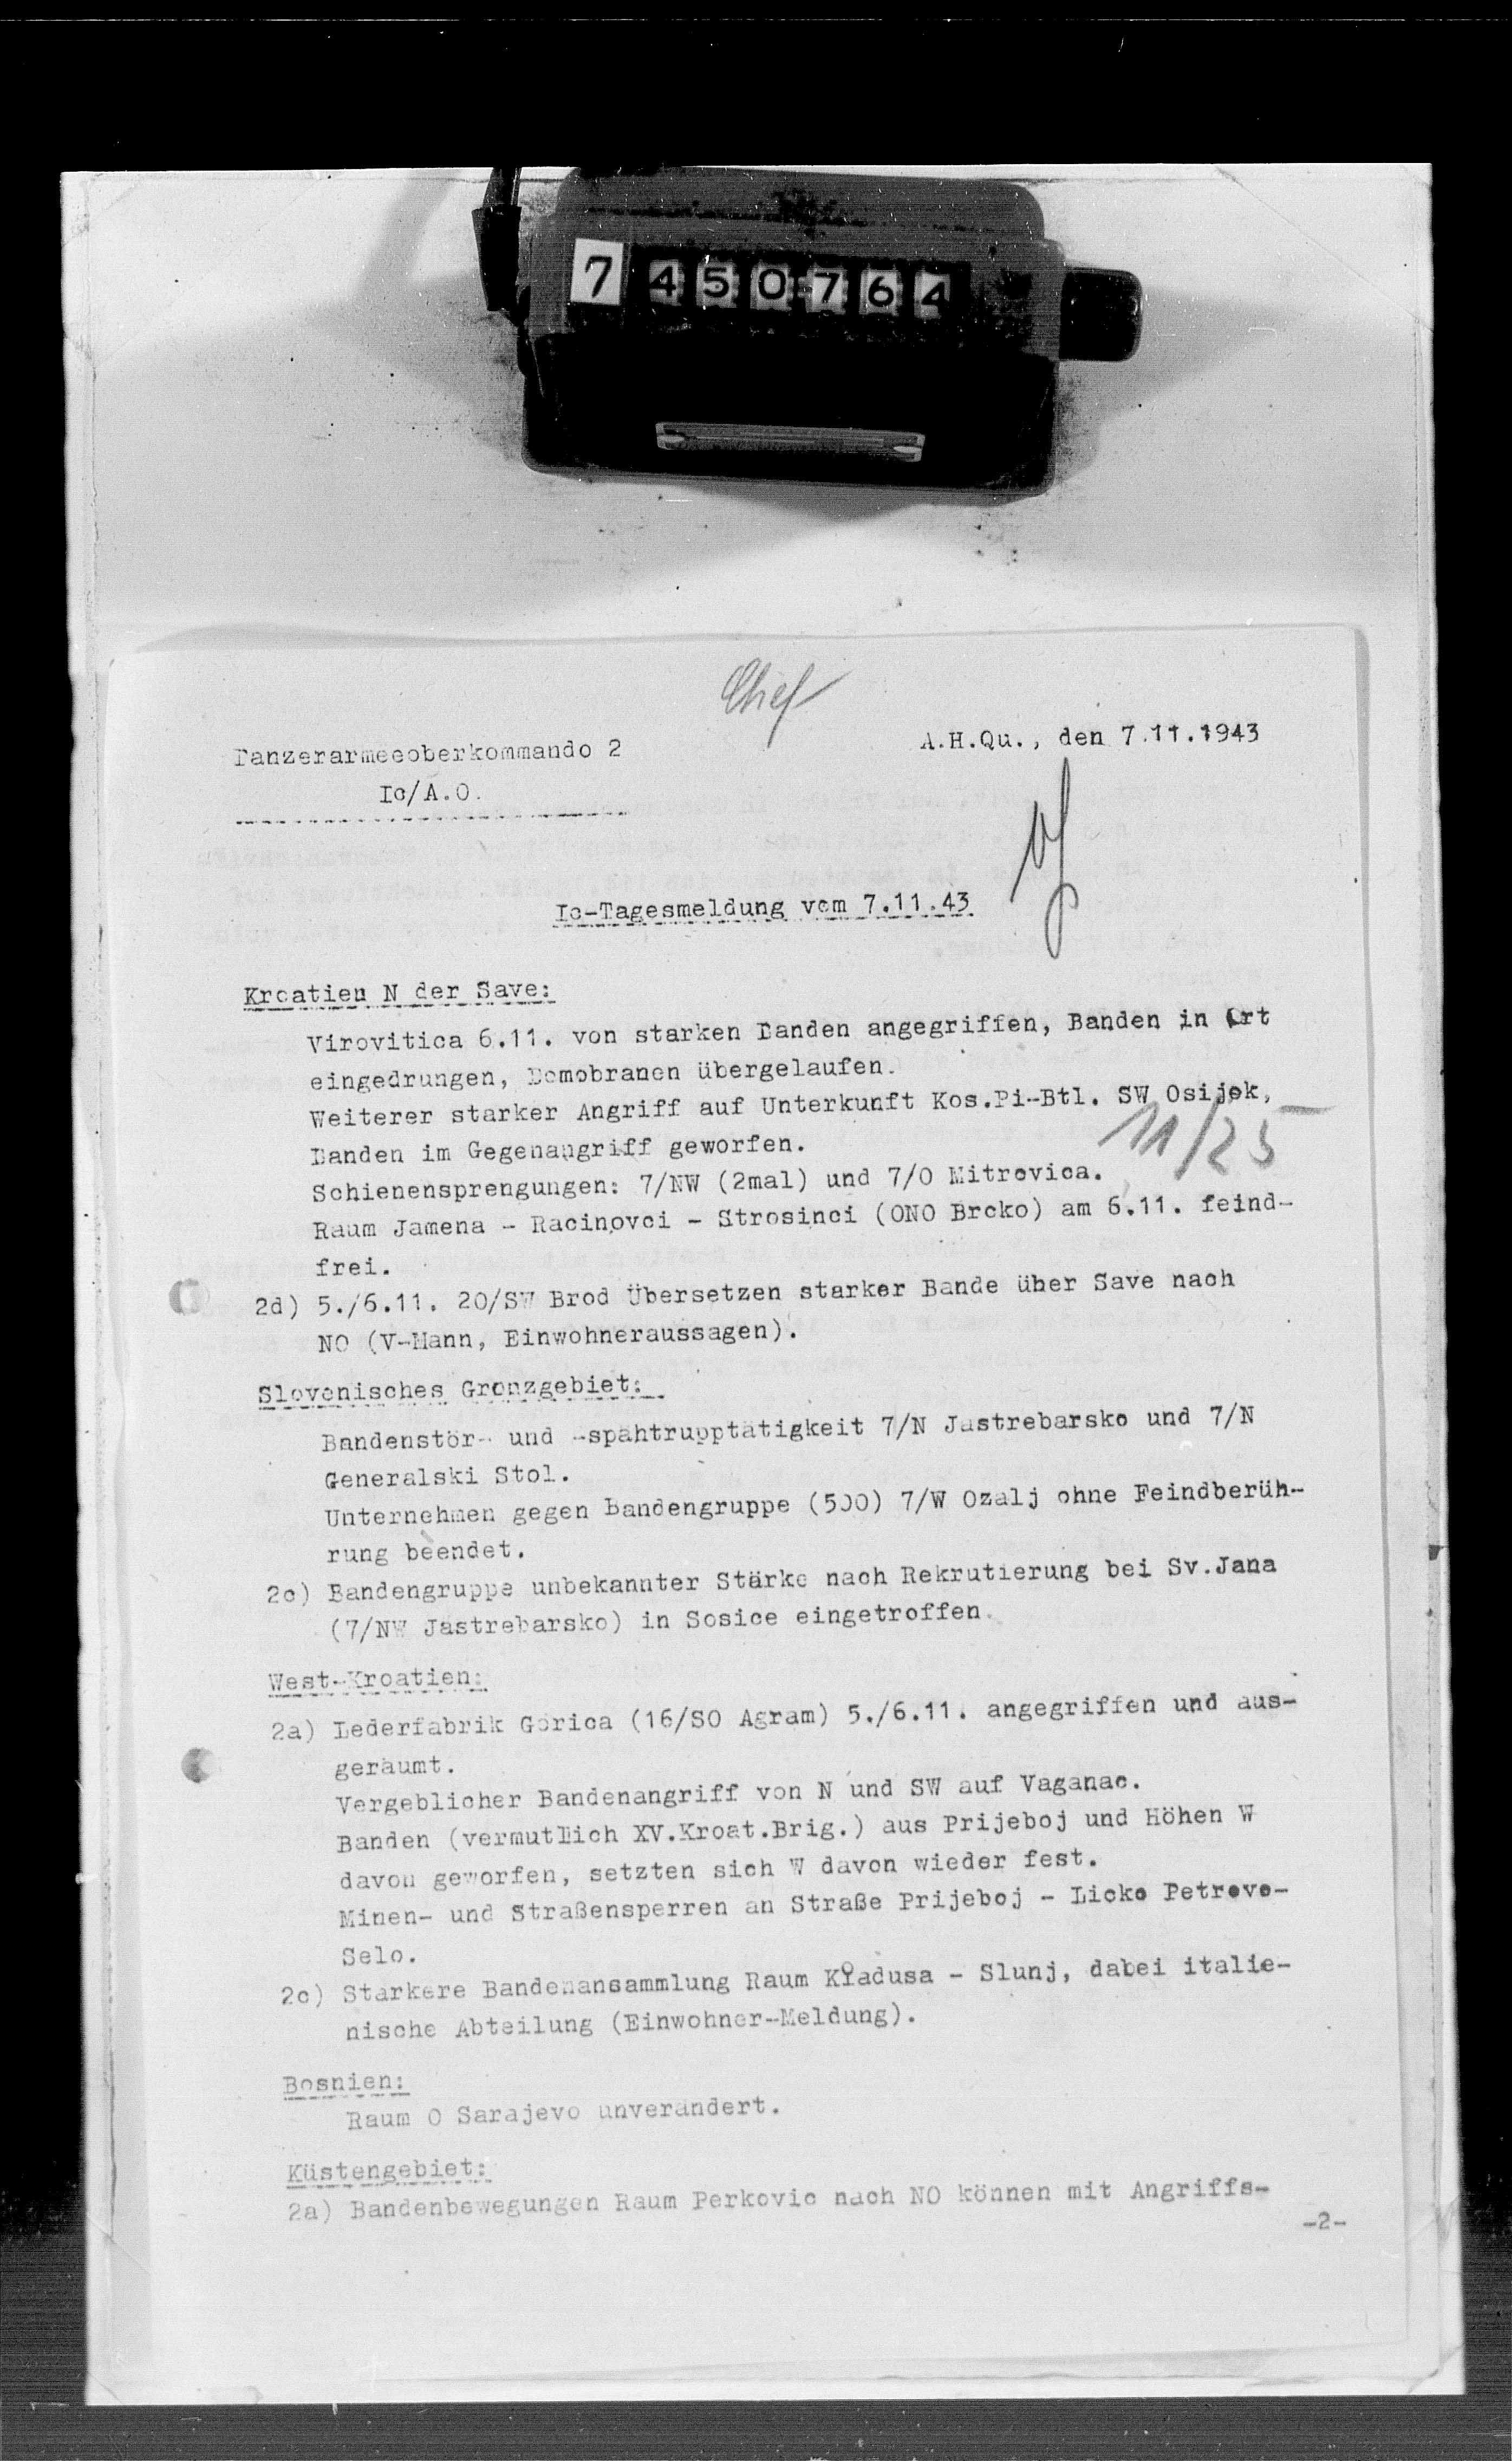 7 450764
Chef
Panzerarmeeoberkommando 2
A.H.Qu., den 7.11.1943
Ic/A.O.
Ic-Tagesmeldung vom 7.11.43
Kroatien N der Save:
Virovitica 6.11. von starken Banden angegriffen, Banden in Ort
eingedrungen, Domobranen übergelaufen.
Weiterer starker Angriff auf Unterkunft Kos.Pi-Btl. SW Osijek,
11/25
Banden im Gegenangriff geworfen.
Schienensprengungen: 7/NW (2mal) und 7/O Mitrovica.
Raum Jamena - Racinovci - Strosinci (ONO Brcko) am 6.11. feind-
frei.
2d) 5./6.11. 20/SW Brod Übersetzen starker Bande über Save nach
NO (V-Mann, Einwohneraussagen).
Slovenisches Grenzgebiet:
Bandenstör- und -spähtrupptätigkeit 7/N Jastrebarsko und 7/N
Generalski Stol.
Unternehmen gegen Bandengruppe (500) 7/W Ozalj ohne Feindberüh-
rung beendet.
2c) Bandengruppe unbekannter Stärke nach Rekrutierung bei Sv.Jana
(7/NW Jastrebarsko) in Sosice eingetroffen.
West-Kroatien:
2a) Lederfabrik Gorica (16/SO Agram) 5./6.11. angegriffen und aus-
geräumt.
Vergeblicher Bandenangriff von N und SW auf Vaganac.
Banden (vermutlich XV.Kroat.Brig.) aus Prijeboj und Höhen W
davon geworfen, setzten sich W davon wieder fest.
Minen- und Straßensperren an Straße Prijeboj - Licko Petrovo-
Selo.
2c) Stärkere Bandenansammlung Raum Kladusa - Slunj, dabei italie-
nische Abteilung (Einwohner-Meldung).
Bosnien:
Raum O Sarajevo unverändert.
Küstengebiet:
2a) Bandenbewegungen Raum Perkovic nach NO können mit Angriffs-
-2-